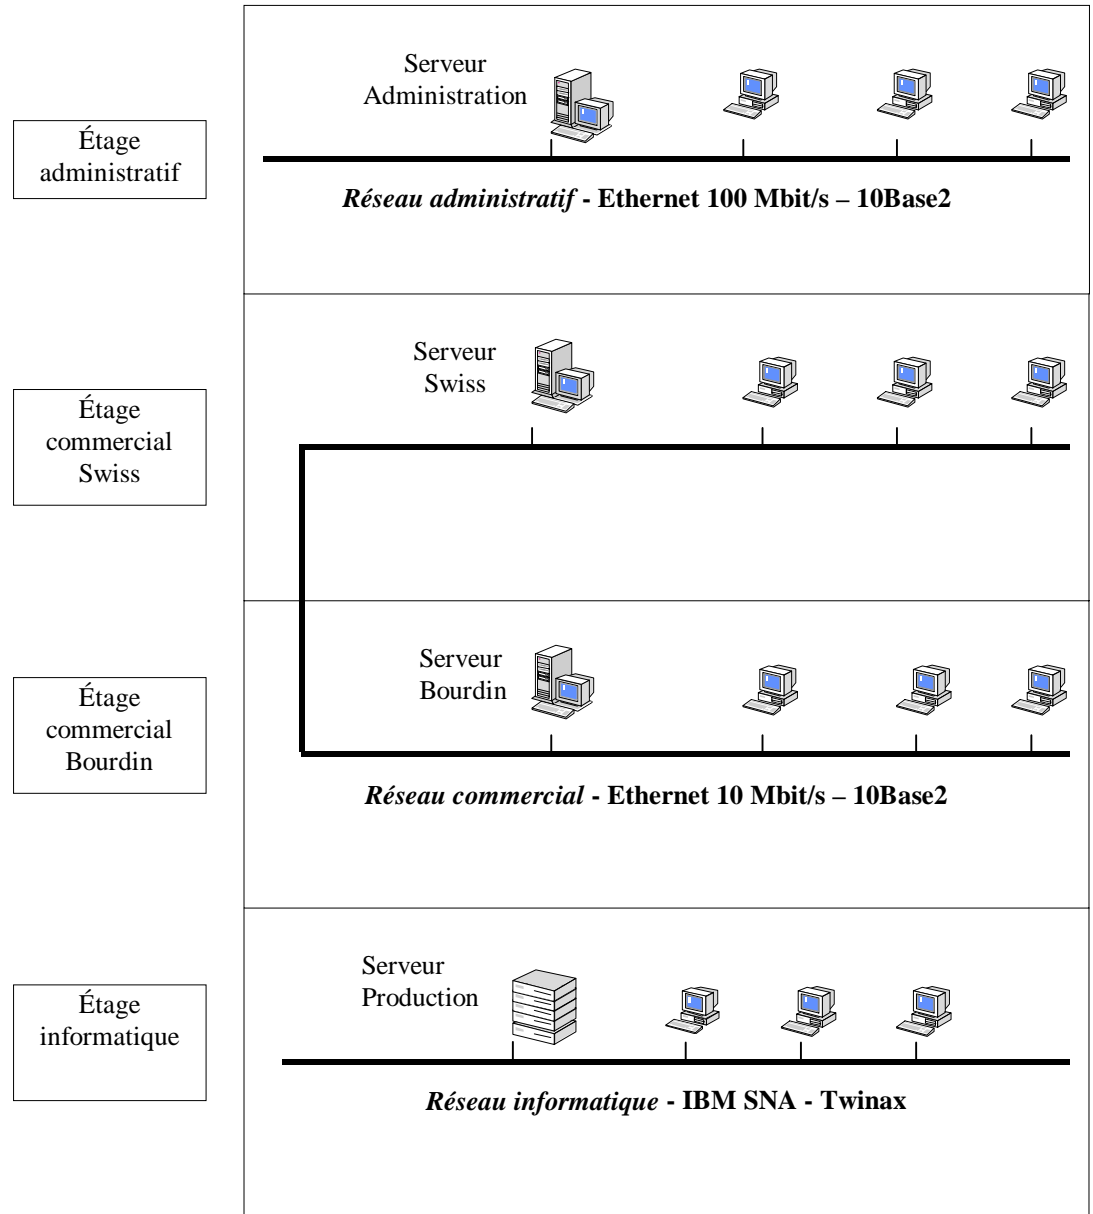 Serveur
Administration
Étage
administratif
Réseau administratif - Ethernet 100 Mbit/s – 10Base2
Serveur
Swiss
Étage
commercial
Swiss
Serveur
Bourdin
Étage
commercial
Bourdin
Réseau commercial - Ethernet 10 Mbit/s – 10Base2
Serveur
Production
Étage
informatique
Réseau informatique - IBM SNA - Twinax